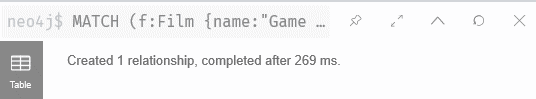 neo4j$ MATCH (f:Film {name:"Game …
Created 1 relationship, completed after 269 ms.
Table